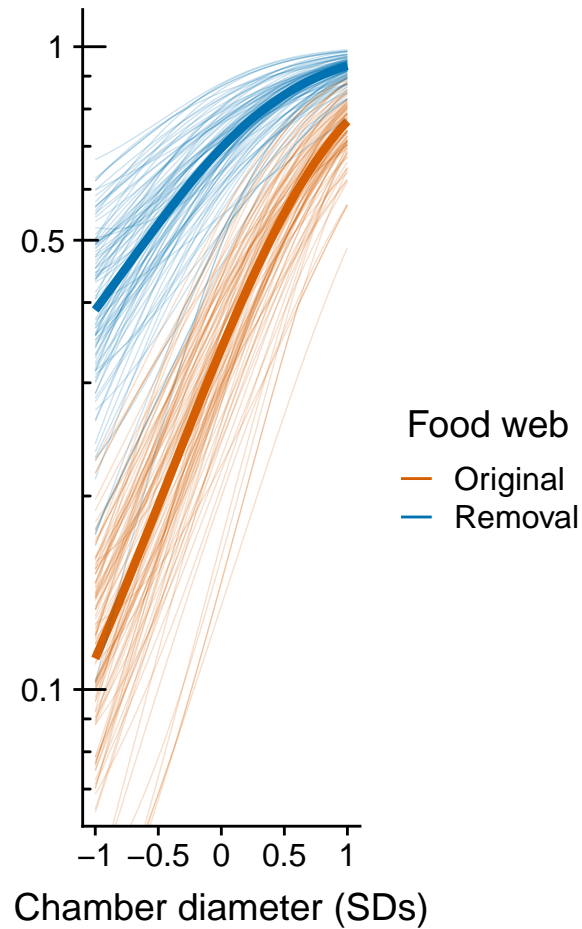 1
0.5
0.1
Food web
Original
Removal
−1 −0.5 0 0.5 1
Chamber diameter (SDs)